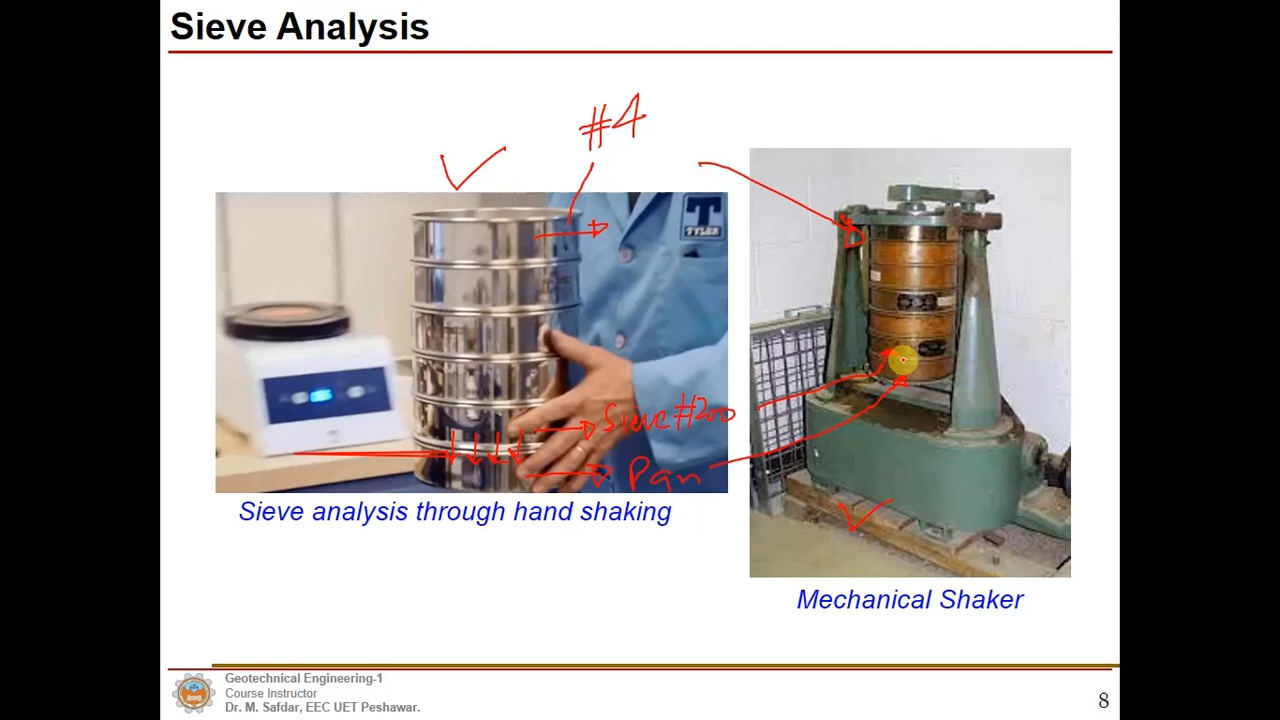 Sieve Analysis
#4
T
TYLER
Sieve #200
Pan
Sieve analysis through hand shaking
Mechanical Shaker
Geotechnical Engineering-1
Course Instructor
Dr. M. Safdar, EEC UET Peshawar.
8